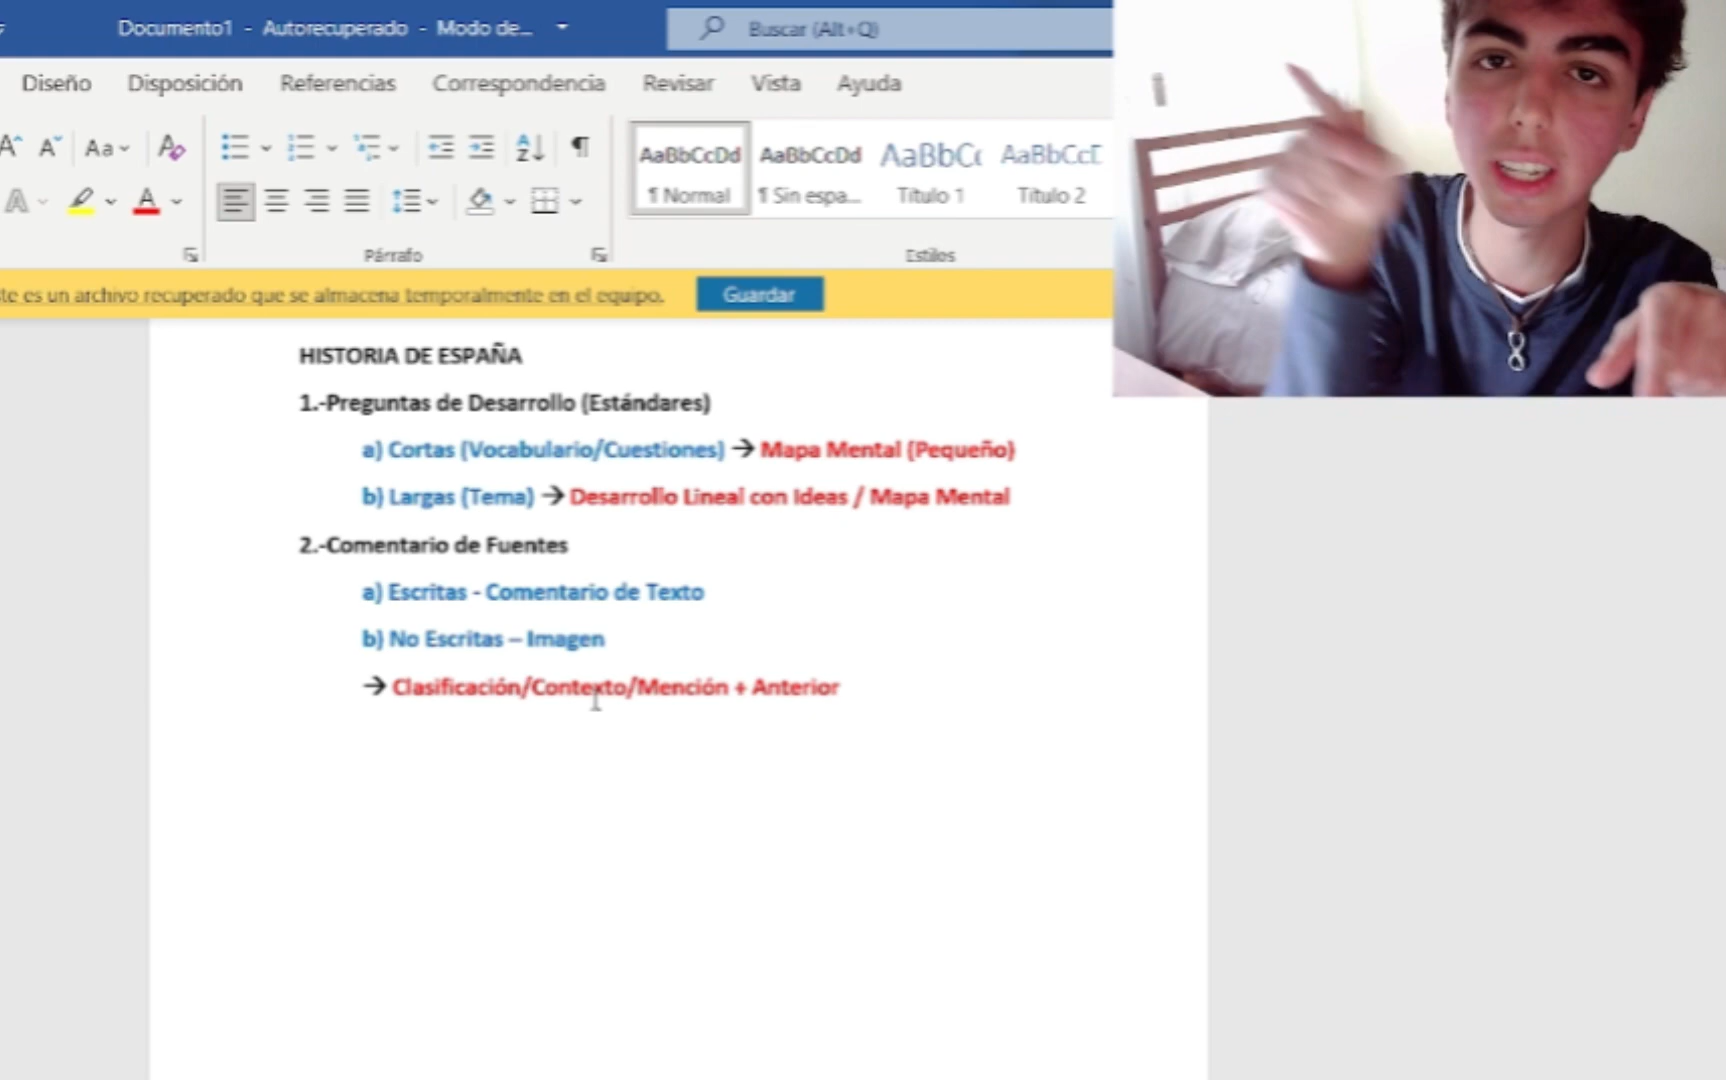 Documento1 - Autorecuperado - Modo de...
Buscar (Alt+Q)
Diseño Disposición Referencias Correspondencia Revisar Vista Ayuda
Aa
AaBbCcDd AaBbCcDd AaBbCc AaBbCcD
¶ Normal ¶ Sin espa... Título 1 Título 2
Párrafo Estilos
te es un archivo recuperado que se almacena temporalmente en el equipo. Guardar
HISTORIA DE ESPAÑA
1.-Preguntas de Desarrollo (Estándares)
a) Cortas (Vocabulario/Cuestiones) → Mapa Mental (Pequeño)
b) Largas (Tema) → Desarrollo Lineal con Ideas / Mapa Mental
2.-Comentario de Fuentes
a) Escritas - Comentario de Texto
b) No Escritas – Imagen
→ Clasificación/Contexto/Mención + Anterior